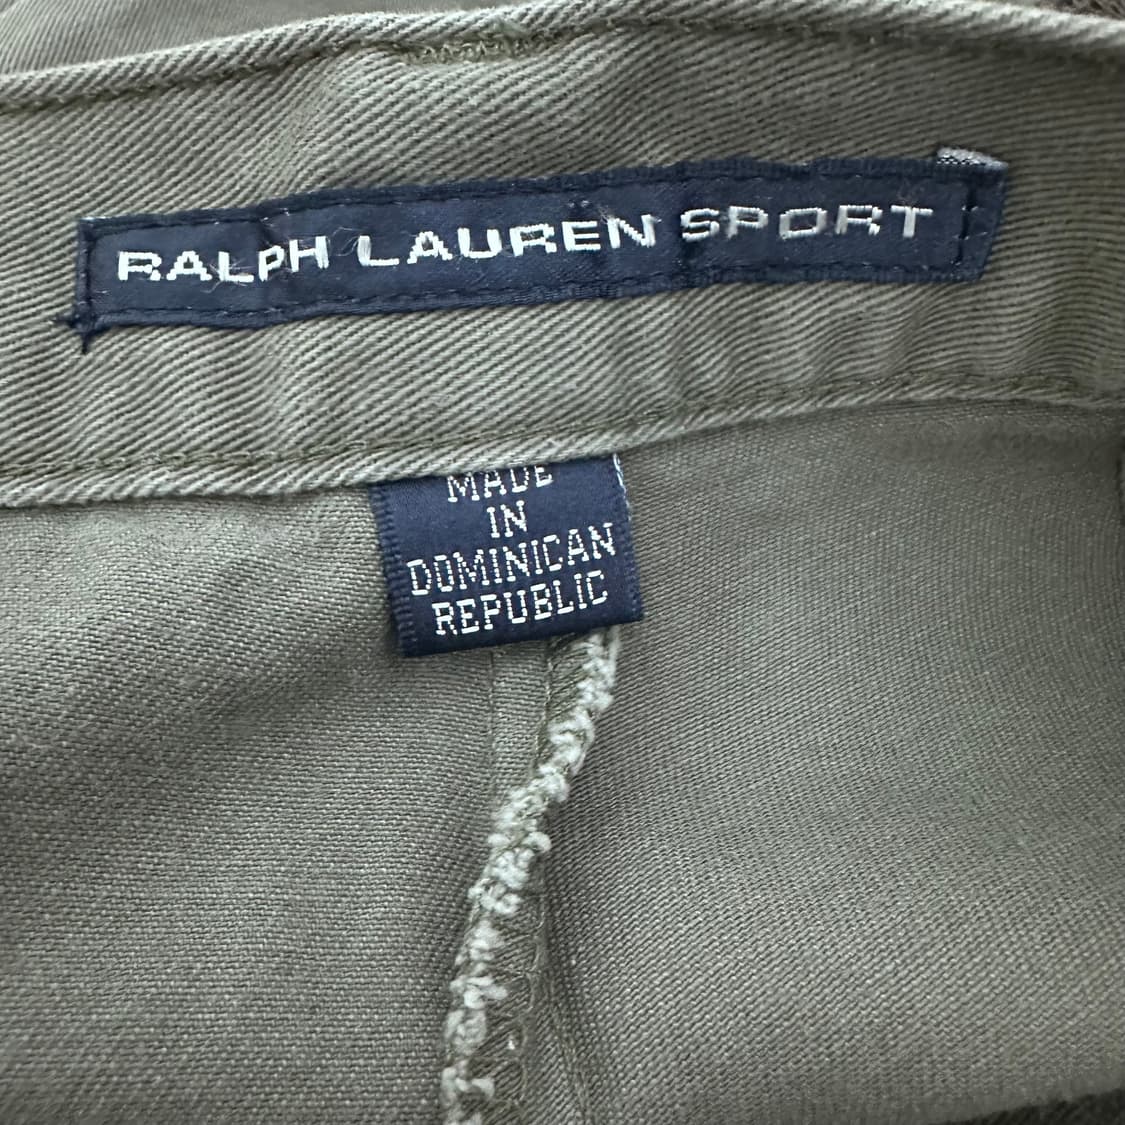 RALPH LAUREN SPORT
MADE
IN
DOMINICAN
REPUBLIC